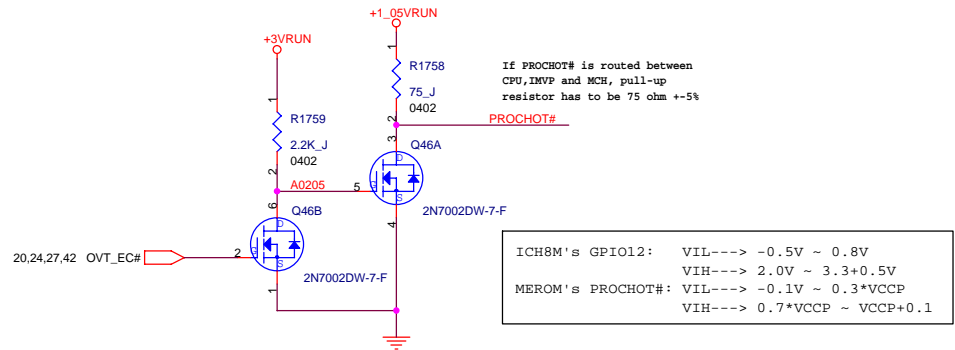 +1_05VRUN
+3VRUN
1
R1758
75_J
0402
2
If PROCHOT# is routed between
CPU,IMVP and MCH, pull-up
resistor has to be 75 ohm +-5%
PROCHOT#
1
R1759
2.2K_J
0402
2
3
Q46A
D
G
S
A0205
5
2N7002DW-7-F
4
6
Q46B
D
G
S
20,24,27,42 OVT_EC#
2
2N7002DW-7-F
1
ICH8M's GPIO12: VIL---> -0.5V ~ 0.8V
VIH---> 2.0V ~ 3.3+0.5V
MEROM's PROCHOT#: VIL---> -0.1V ~ 0.3*VCCP
VIH---> 0.7*VCCP ~ VCCP+0.1